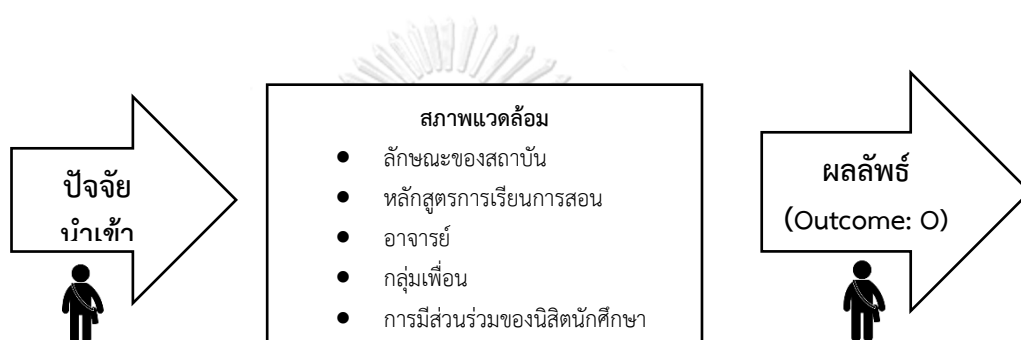 ปัจจัย
นำเข้า
สภาพแวดล้อม
● ลักษณะของสถาบัน
● หลักสูตรการเรียนการสอน
● อาจารย์
● กลุ่มเพื่อน
● การมีส่วนร่วมของนิสิตนักศึกษา
ผลลัพธ์
(Outcome: O)